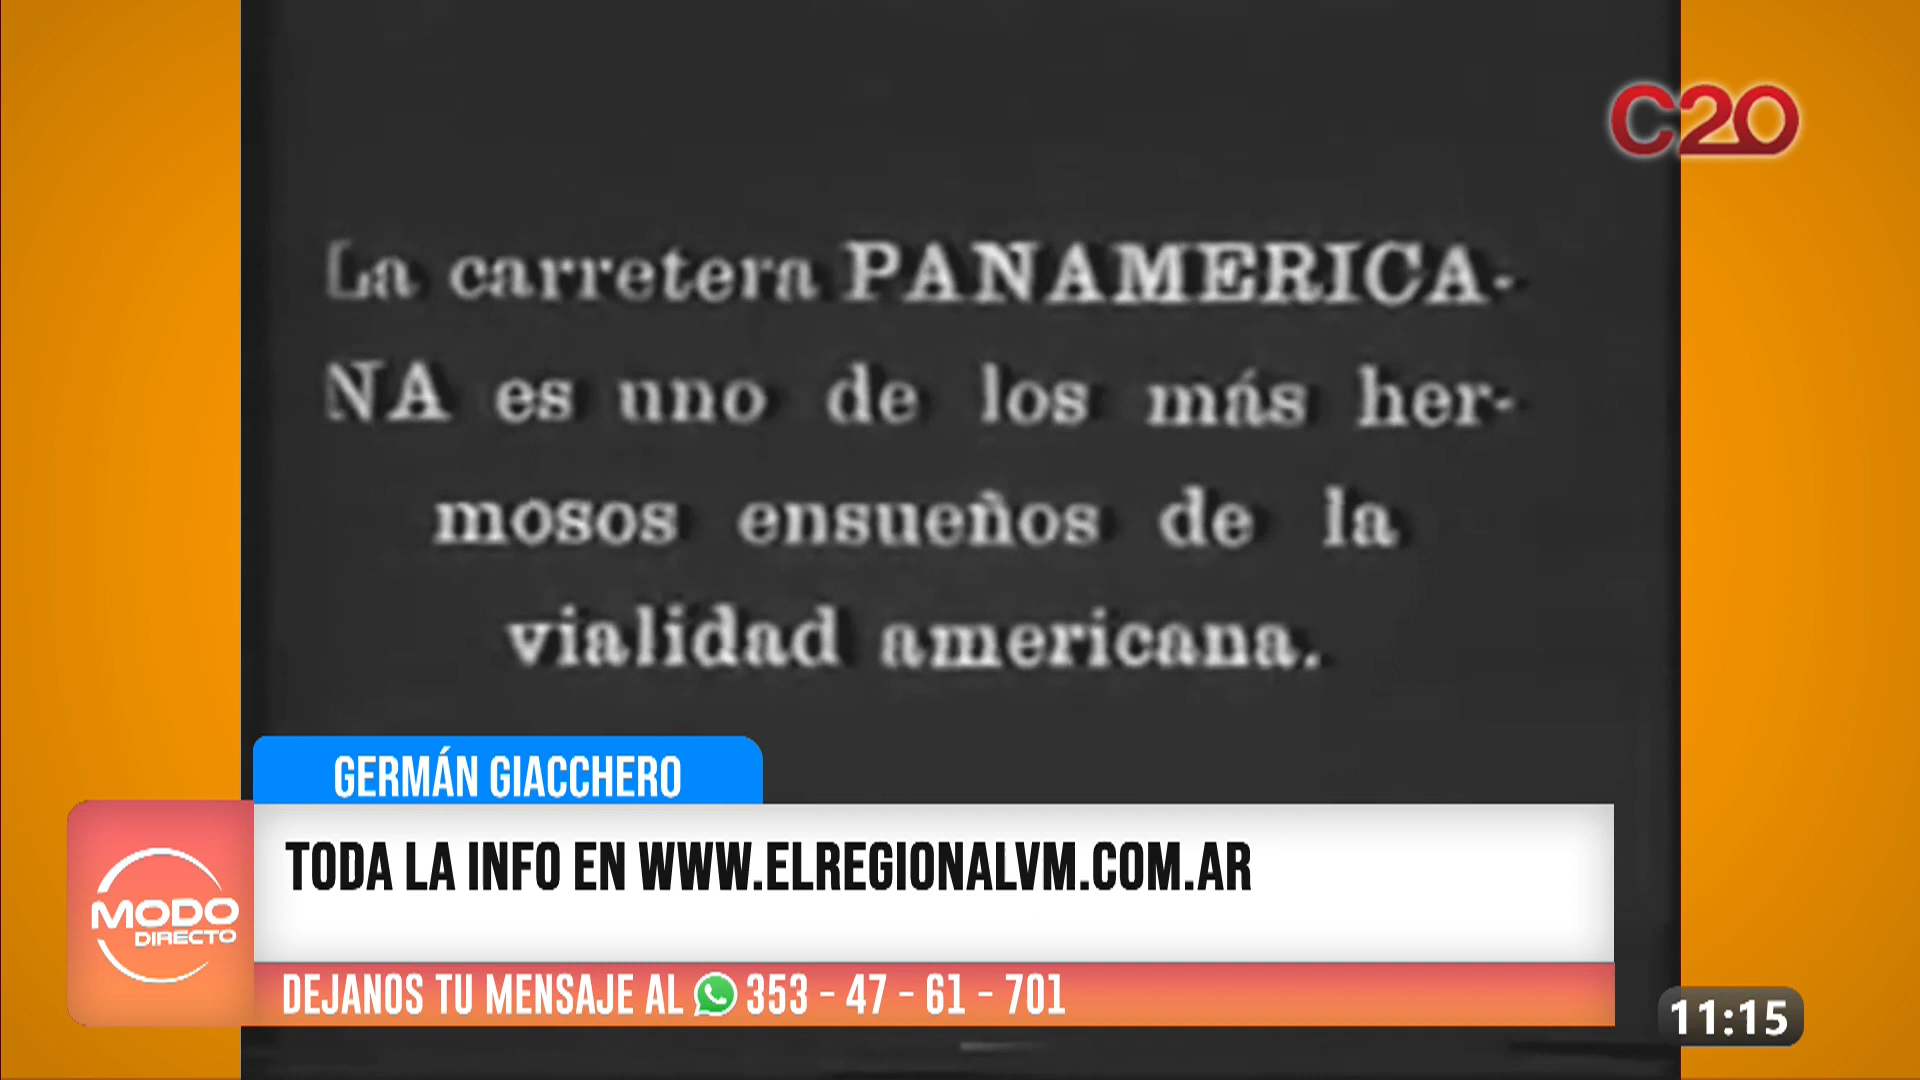 C20
La carretera PANAMERICA-
NA es uno de los más her-
mosos ensueños de la
vialidad americana.
GERMÁN GIACCHERO
TODA LA INFO EN WWW.ELREGIONALVM.COM.AR
MODO
DIRECTO
DEJANOS TU MENSAJE AL 353 - 47 - 61 - 701
11:15